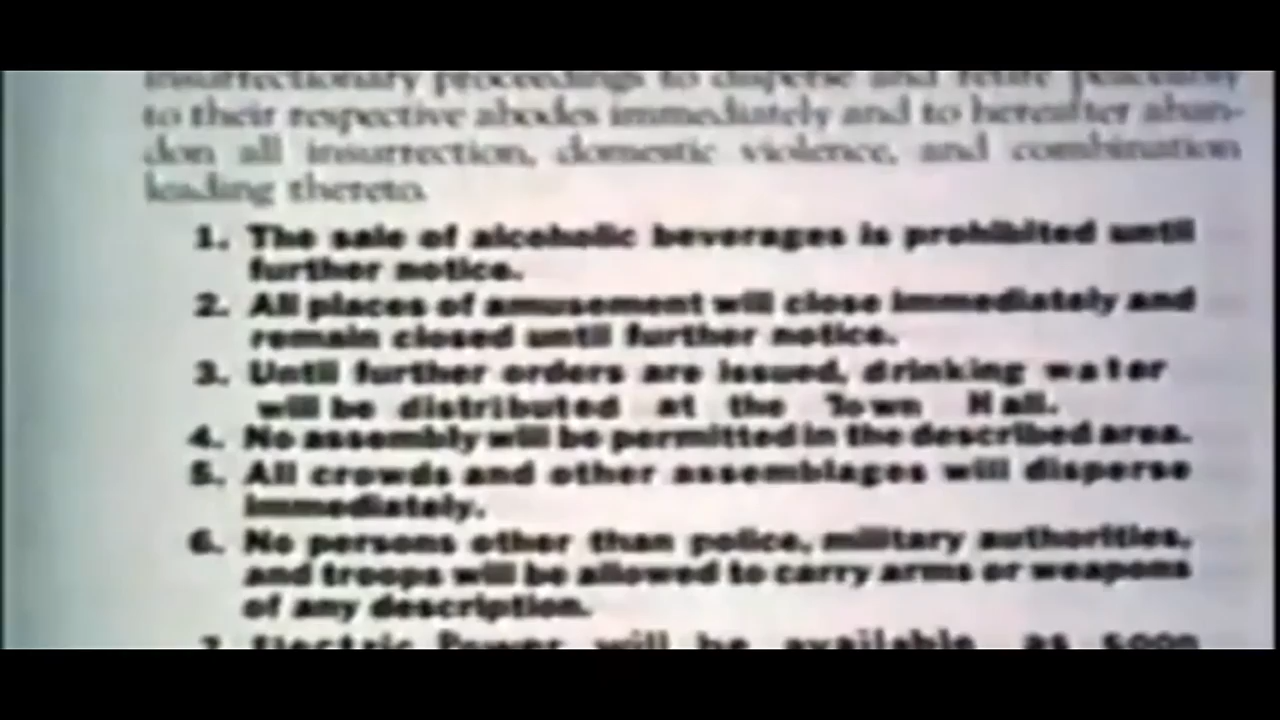 insurrectionary proceedings to disperse and retire peaceably
to their respective abodes immediately and to hereafter aban-
don all insurrection, domestic violence, and combination
leading thereto.
1. The sale of alcoholic beverages is prohibited until
further notice.
2. All places of amusement will close immediately and
remain closed until further notice.
3. Until further orders are issued, drinking water
will be distributed at the Town Hall.
4. No assembly will be permitted in the described area.
5. All crowds and other assemblages will disperse
immediately.
6. No persons other than police, military authorities,
and troops will be allowed to carry arms or weapons
of any description.
7. Electric Power will be available as soon